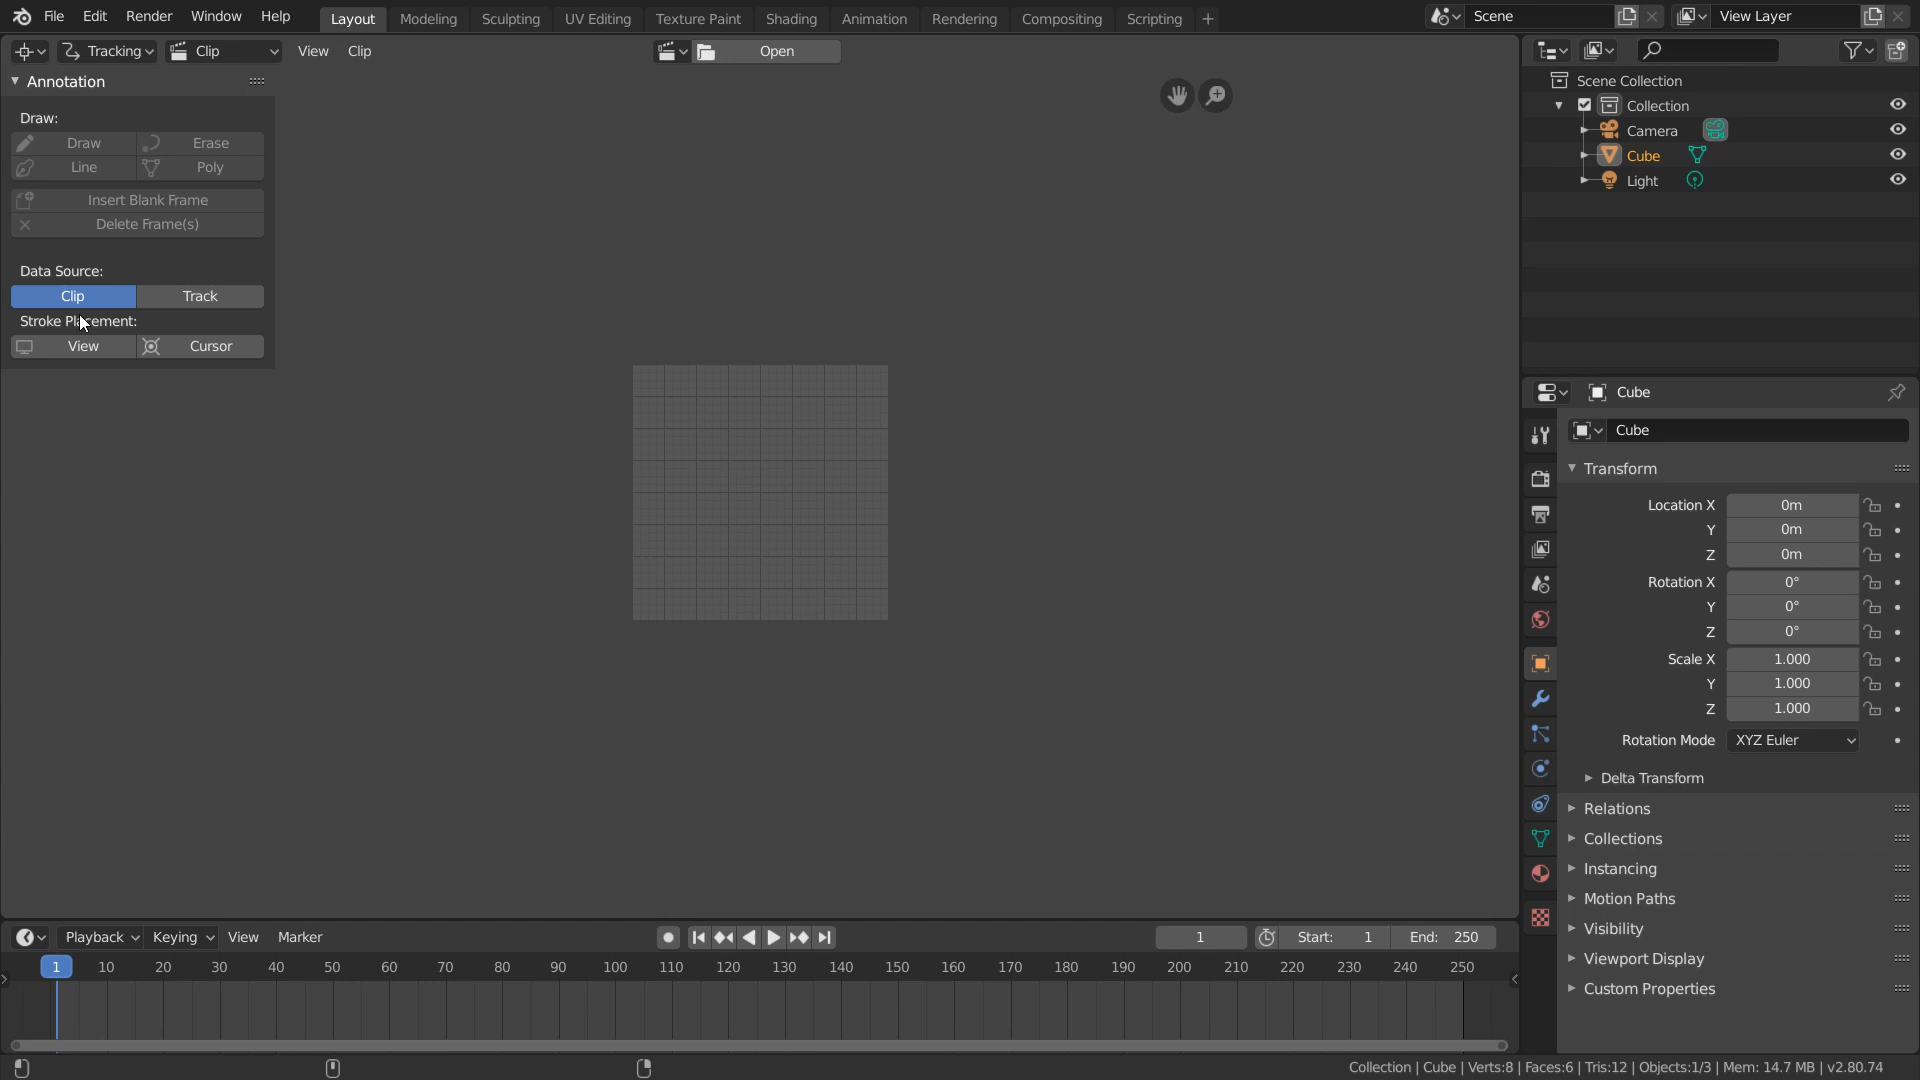 File Edit Render Window Help Layout Modeling Sculpting UV Editing Texture Paint Shading Animation Rendering Compositing Scripting + Scene View Layer
Tracking Clip View Clip Open
Annotation
Draw:
Draw Erase
Line Poly
Insert Blank Frame
Delete Frame(s)
Data Source:
Clip Track
Stroke Placement:
View Cursor
Scene Collection
Collection
Camera
Cube
Light
Cube
Cube
Transform
Location X 0m
Y 0m
Z 0m
Rotation X 0°
Y 0°
Z 0°
Scale X 1.000
Y 1.000
Z 1.000
Rotation Mode XYZ Euler
Delta Transform
Relations
Collections
Instancing
Motion Paths
Visibility
Viewport Display
Custom Properties
Playback Keying View Marker 1 Start: 1 End: 250
1 10 20 30 40 50 60 70 80 90 100 110 120 130 140 150 160 170 180 190 200 210 220 230 240 250
Collection | Cube | Verts:8 | Faces:6 | Tris:12 | Objects:1/3 | Mem: 14.7 MB | v2.80.74